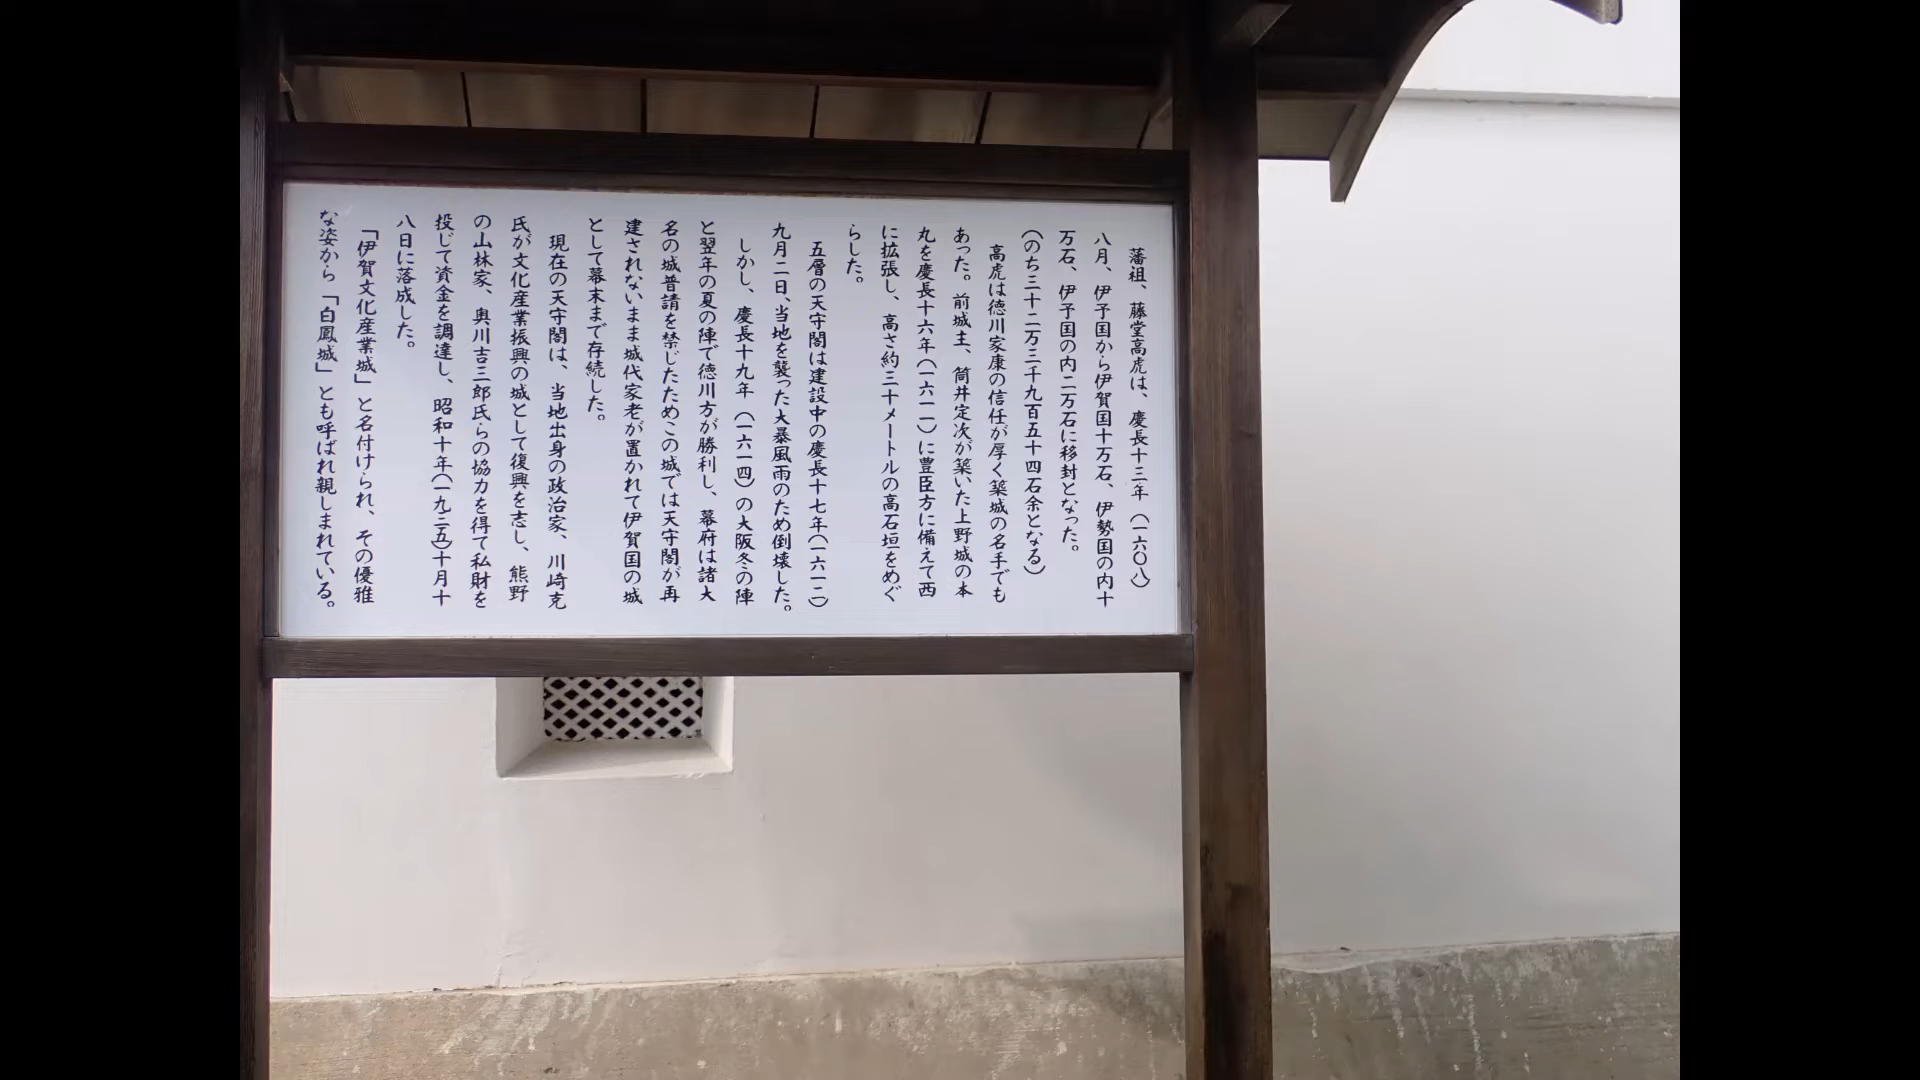 藩祖、藤堂高虎は、慶長十三年(一六〇八)
八月、伊予国から伊賀国十万石、伊勢国の内十
万石、伊予国の内二万石に移封となった。
(のち三十二万三千九百五十四石余となる)
高虎は徳川家康の信任が厚く築城の名手でも
あった。前城主、筒井定次が築いた上野城の本
丸を慶長十六年(一六一一)に豊臣方に備えて西
に拡張し、高さ約三十メートルの高石垣をめぐ
らした。
五層の天守閣は建設中の慶長十七年(一六一二)
九月二日、当地を襲った大暴風雨のため倒壊した。
しかし、慶長十九年(一六一四)の大阪冬の陣
と翌年の夏の陣で徳川方が勝利し、幕府は諸大
名の城普請を禁じたためこの城では天守閣が再
建されないまま城代家老が置かれて伊賀国の城
として幕末まで存続した。
現在の天守閣は、当地出身の政治家、川崎克
氏が文化産業振興の城として復興を志し、熊野
の山林家、奥川吉三郎氏らの協力を得て私財を
投じて資金を調達し、昭和十年(一九三五)十月十
八日に落成した。
「伊賀文化産業城」と名付けられ、その優雅
な姿から「白鳳城」とも呼ばれ親しまれている。